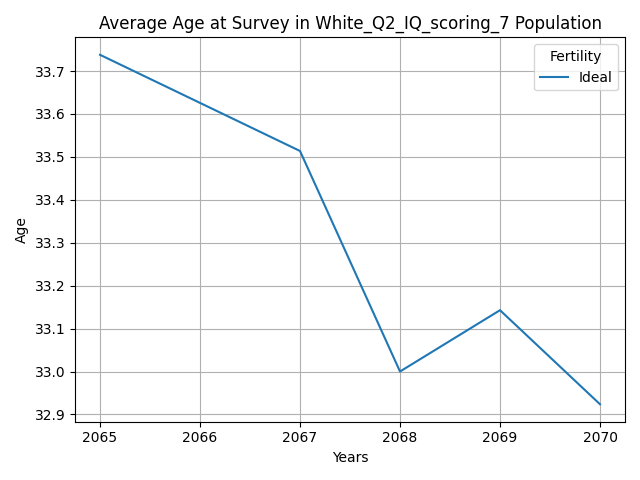 Average Age at Survey in White_Q2_IQ_scoring_7 Population
Fertility
Ideal
33.7
33.6
33.5
33.4
33.3
33.2
33.1
33.0
32.9
Age
2065 2066 2067 2068 2069 2070
Years